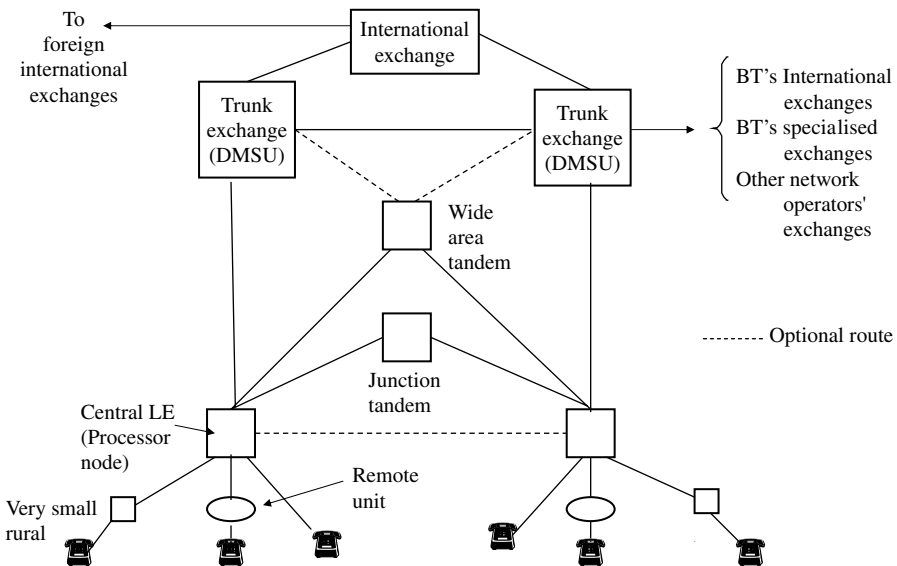 To
foreign
international
exchanges
International
exchange
Trunk
exchange
(DMSU)
Trunk
exchange
(DMSU)
BT's International
exchanges
BT's specialised
exchanges
Other network
operators'
exchanges
Wide
area
tandem
Optional route
Junction
tandem
Central LE
(Processor
node)
Remote
unit
Very small
rural